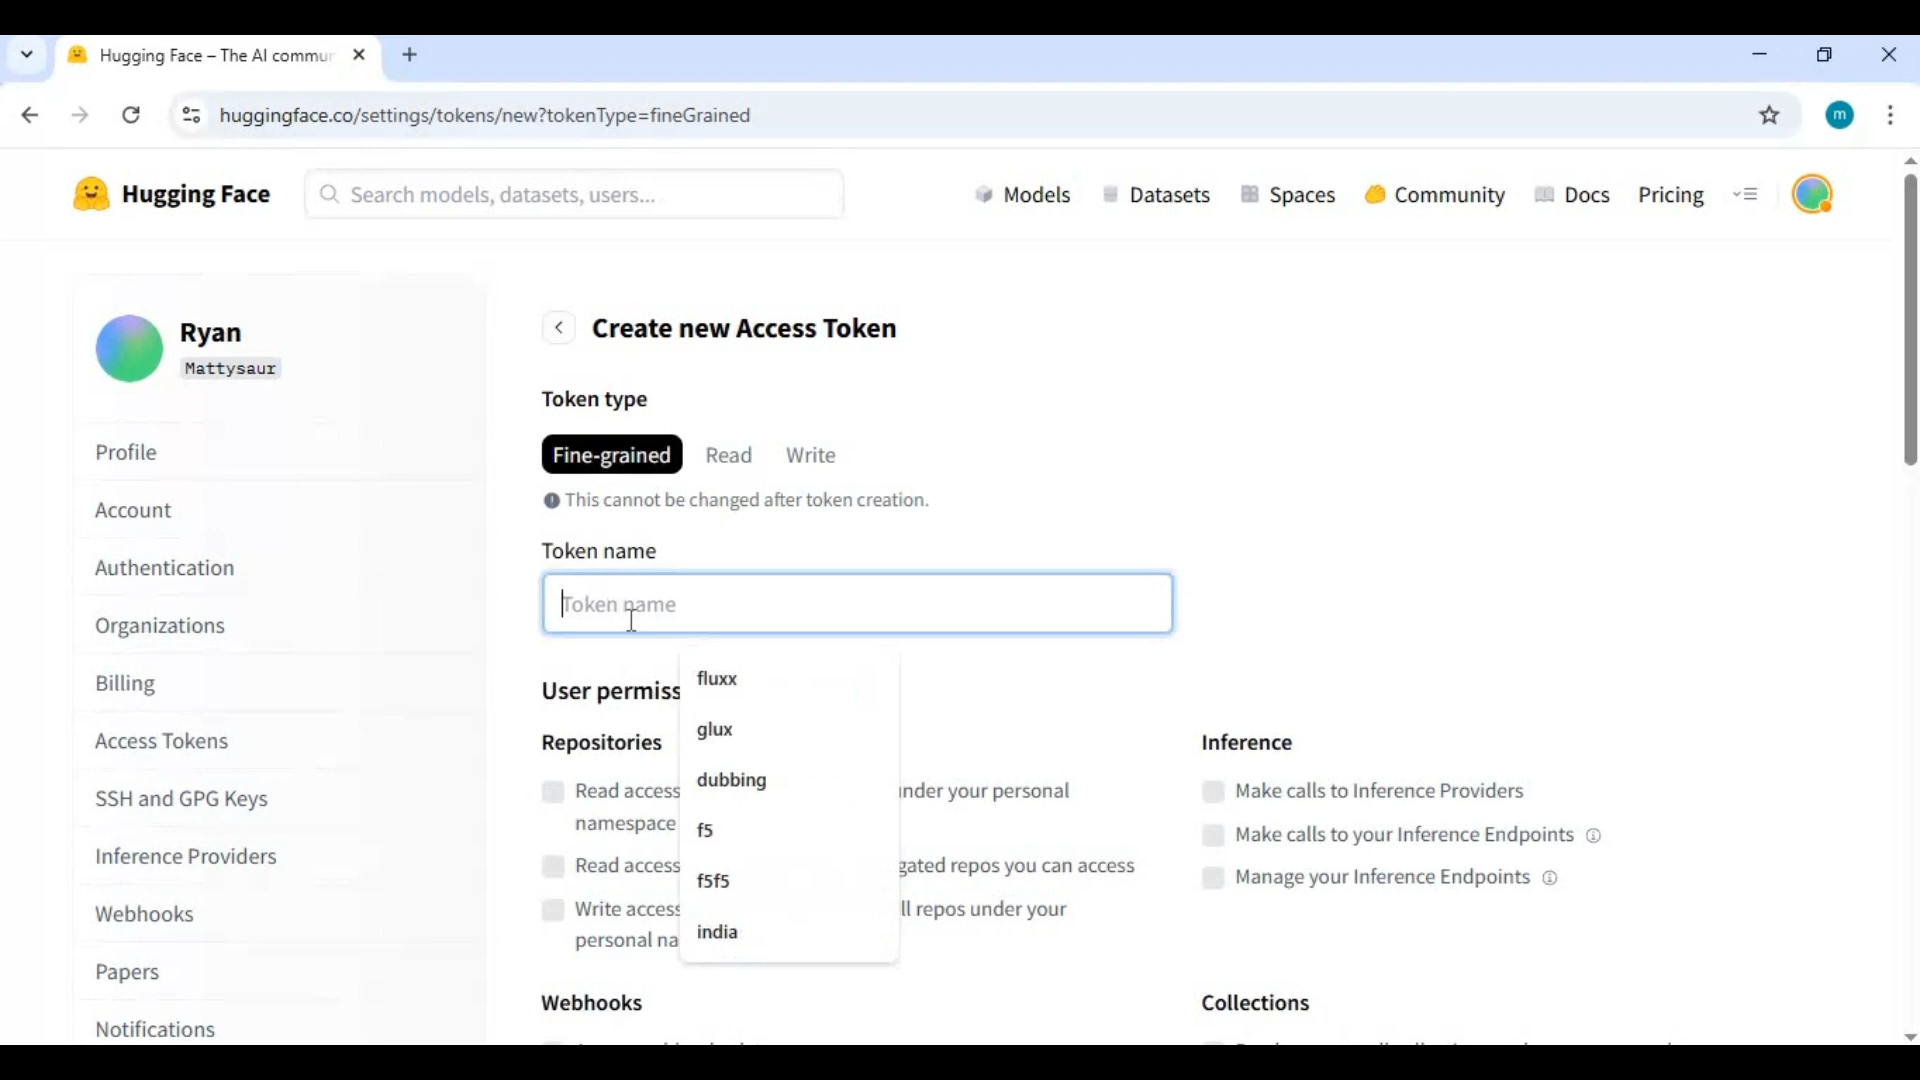 Hugging Face – The AI commun
huggingface.co/settings/tokens/new?tokenType=fineGrained
m
Hugging Face
Search models, datasets, users...
Models
Datasets
Spaces
Community
Docs
Pricing
Ryan
Mattysaur
Profile
Account
Authentication
Organizations
Billing
Access Tokens
SSH and GPG Keys
Inference Providers
Webhooks
Papers
Notifications
Create new Access Token
Token type
Fine-grained Read Write
This cannot be changed after token creation.
Token name
Token name
fluxx
glux
dubbing
f5
f5f5
india
User permiss
Repositories
Read access under your personal
namespace
Read access gated repos you can access
Write access ll repos under your
personal na
Inference
Make calls to Inference Providers
Make calls to your Inference Endpoints
Manage your Inference Endpoints
Webhooks
Collections